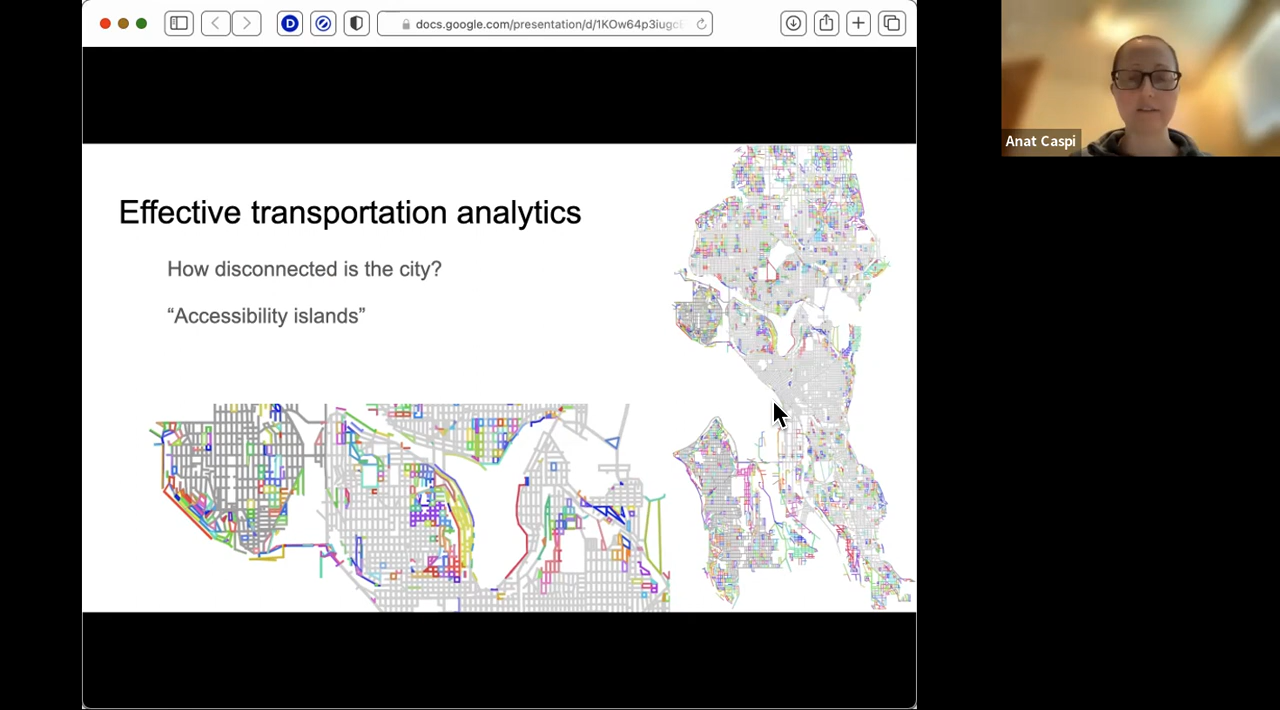 docs.google.com/presentation/d/1KOw64p3iugc
Anat Caspi
Effective transportation analytics
How disconnected is the city?
“Accessibility islands”